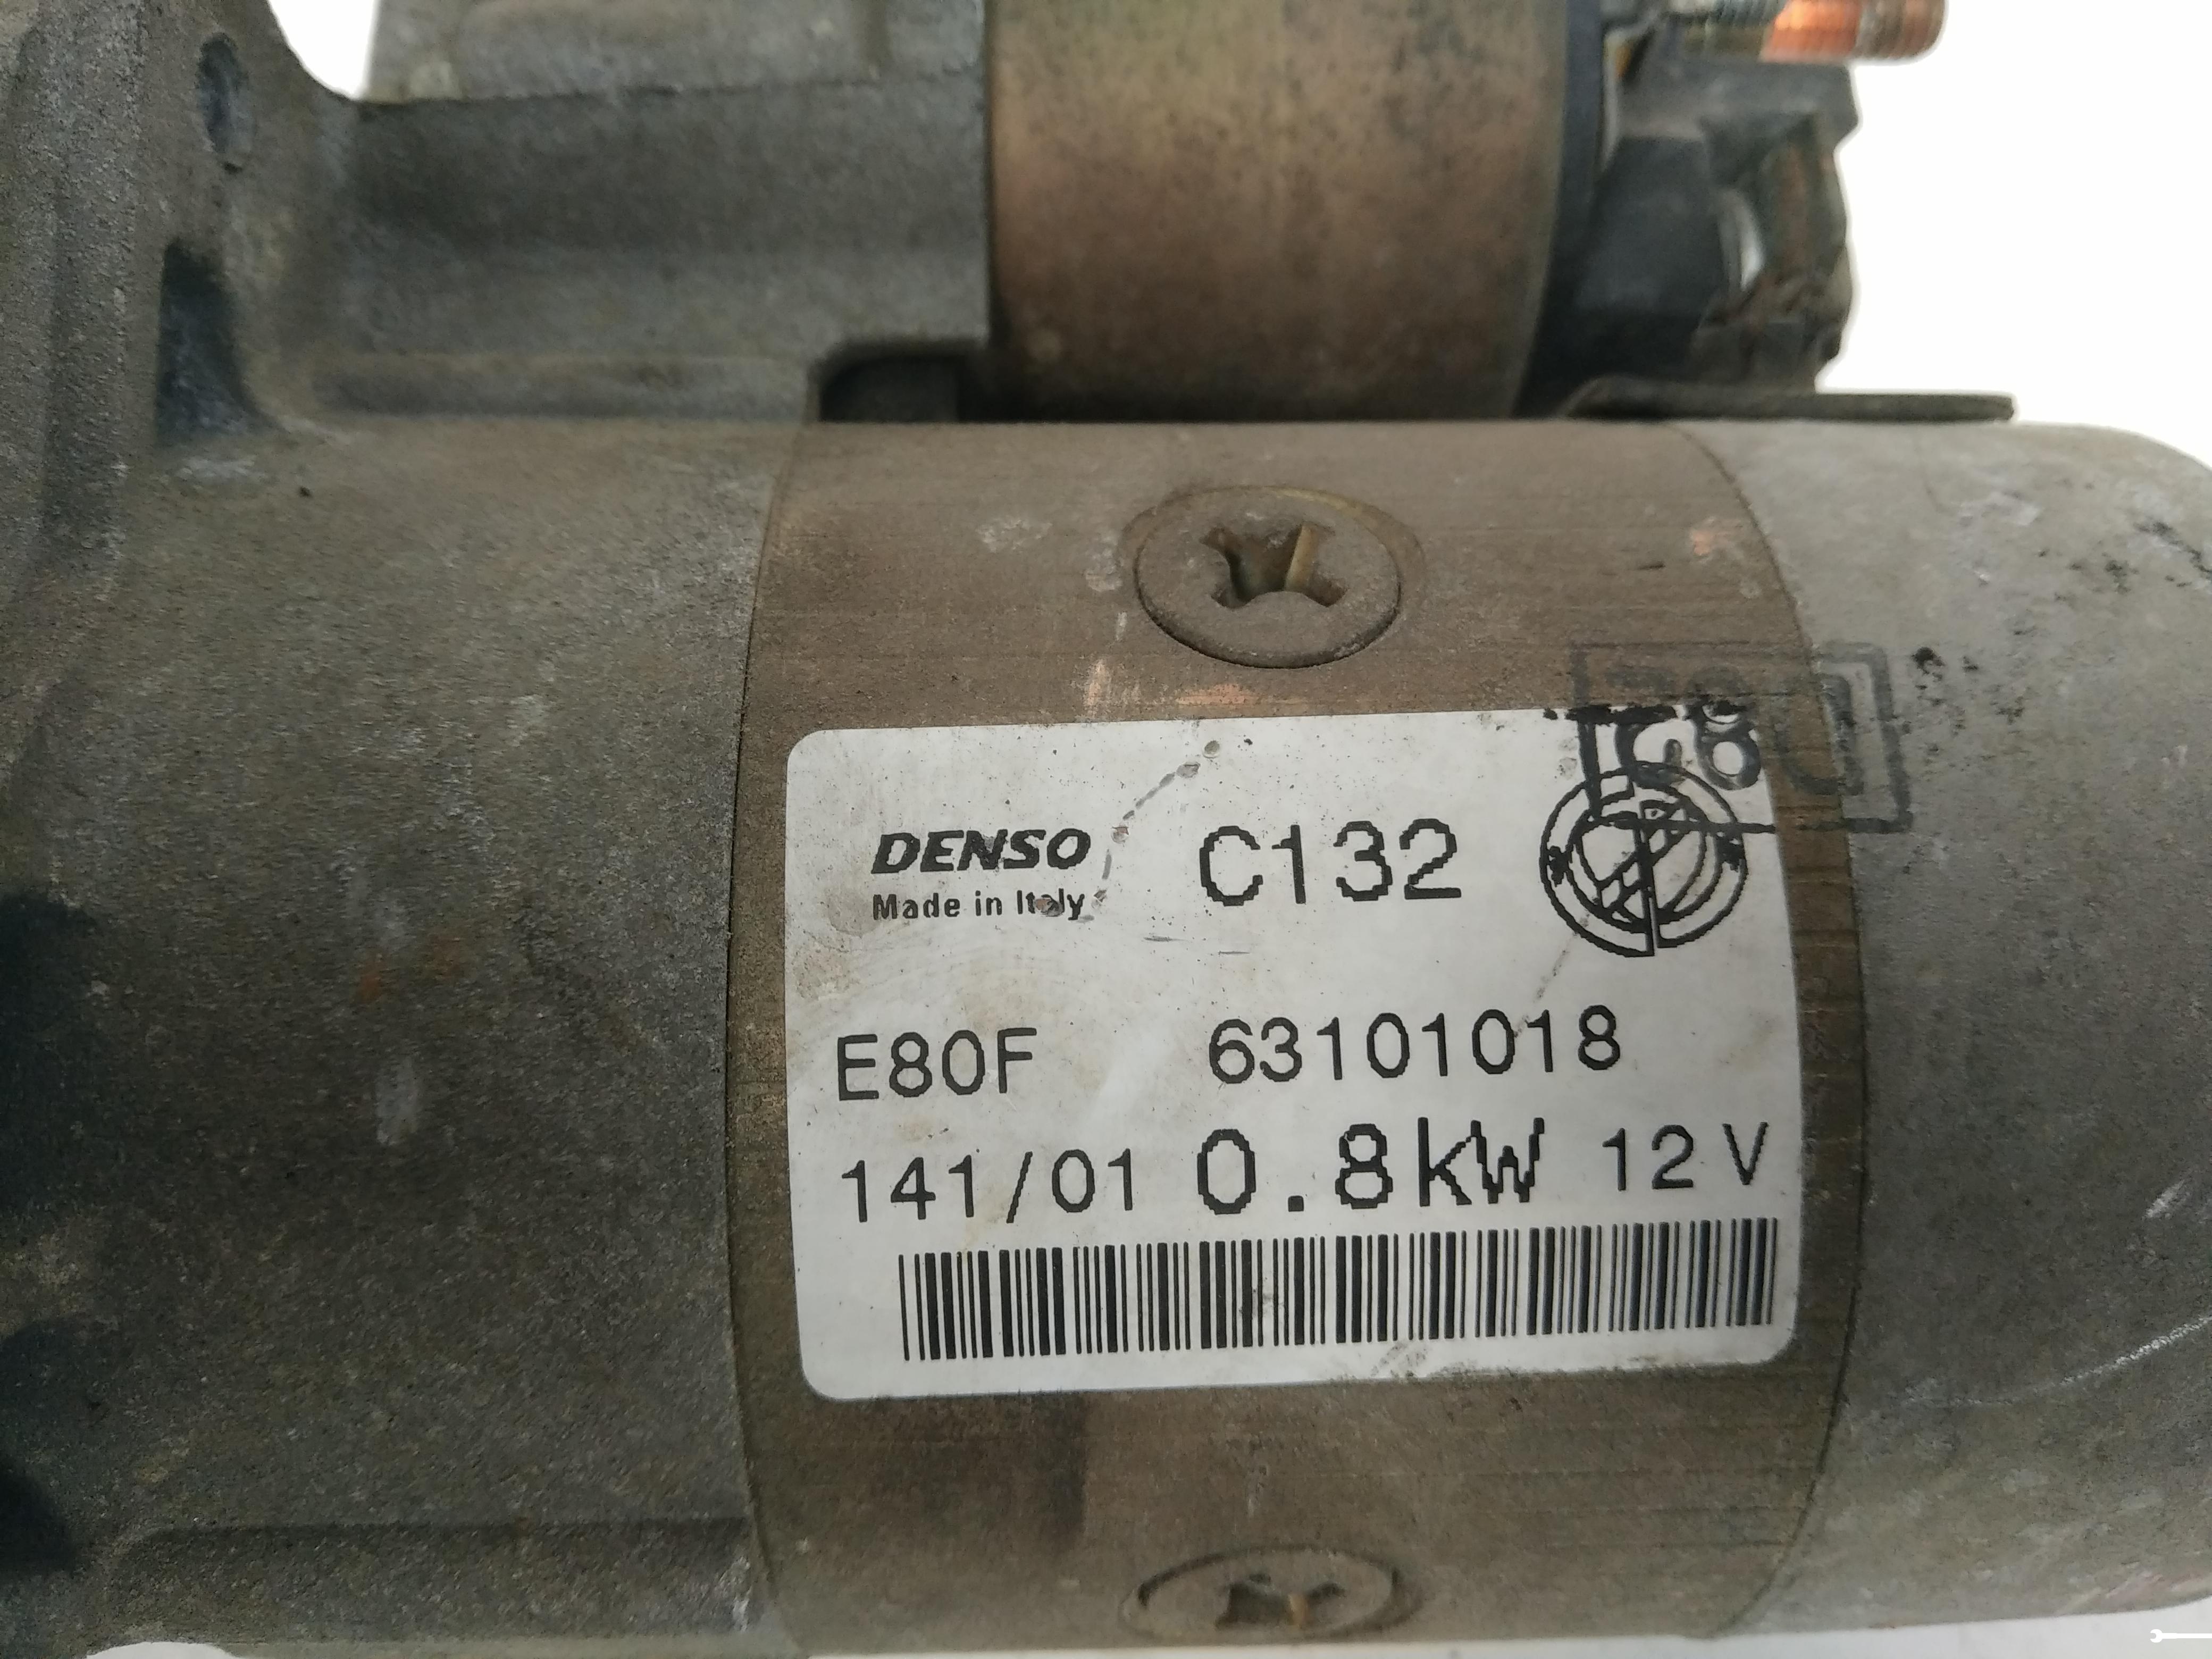 DENSO C132
Made in Italy
E80F 63101018
141/01 0.8kW 12V